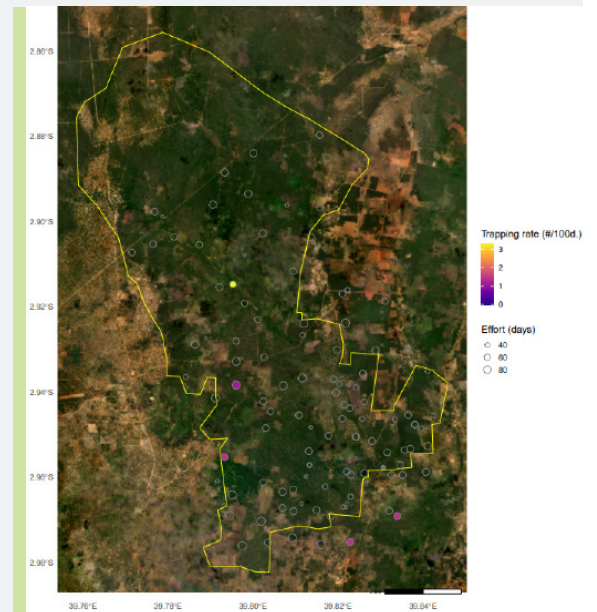 2.86°S
2.88°S
2.90°S
2.92°S
2.94°S
2.96°S
2.98°S
39.76°E
39.78°E
39.80°E
39.82°E
39.84°E
Trapping rate (#/100d.)
3
2
1
0
Effort (days)
40
60
80